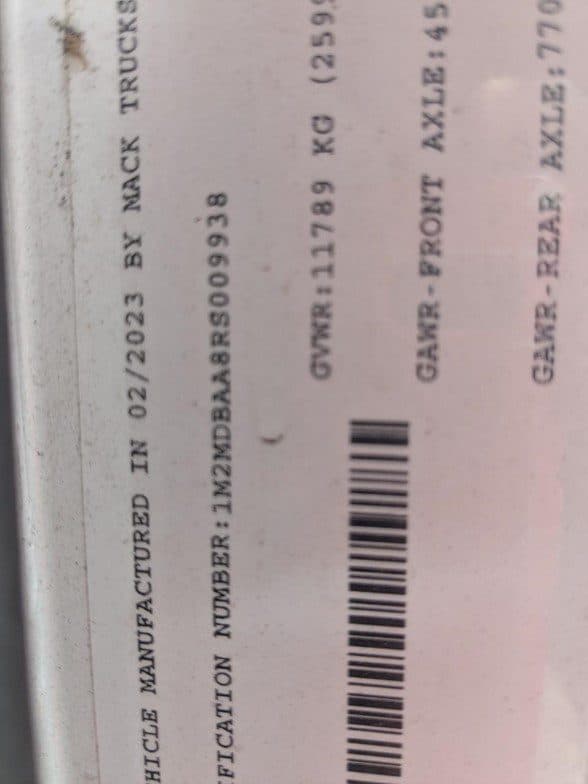 HICLE MANUFACTURED IN 02/2023 BY MACK TRUCKS
FICATION NUMBER:1M2MDBAA8RS009938
GVWR:11789 KG (259
GAWR-FRONT AXLE:45
GAWR-REAR AXLE:770